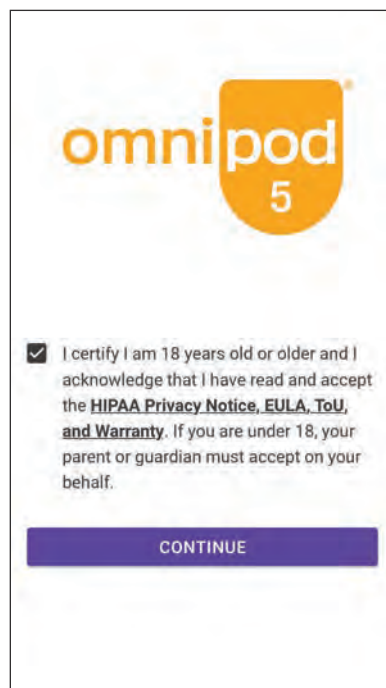 omnipod®
5
I certify I am 18 years old or older and I
acknowledge that I have read and accept
the HIPAA Privacy Notice, EULA, ToU,
and Warranty. If you are under 18, your
parent or guardian must accept on your
behalf.
CONTINUE